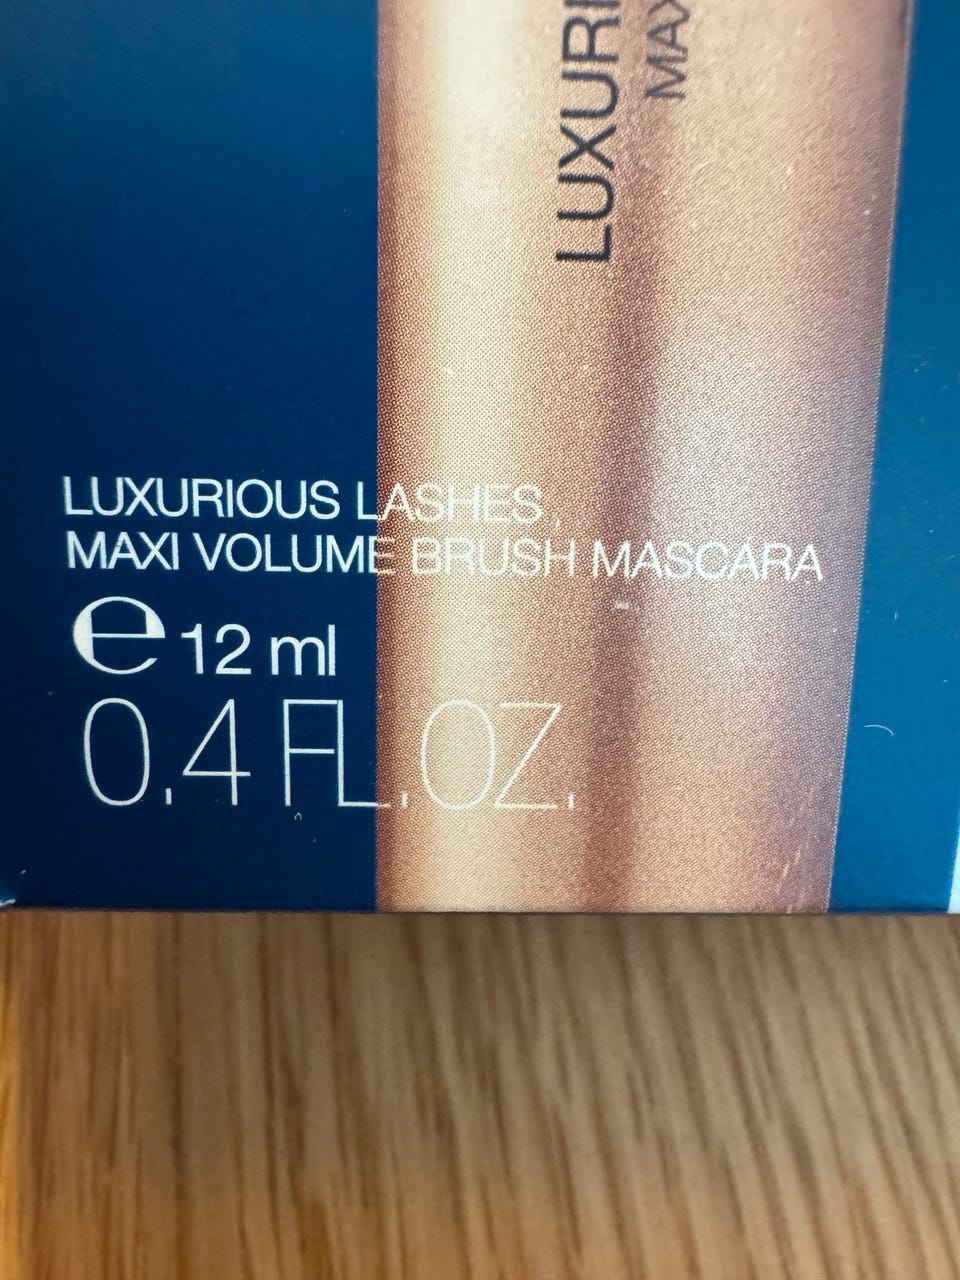 LUXURI
MAX
LUXURIOUS LASHES
MAXI VOLUME BRUSH MASCARA
e 12 ml
0.4 FL.OZ.